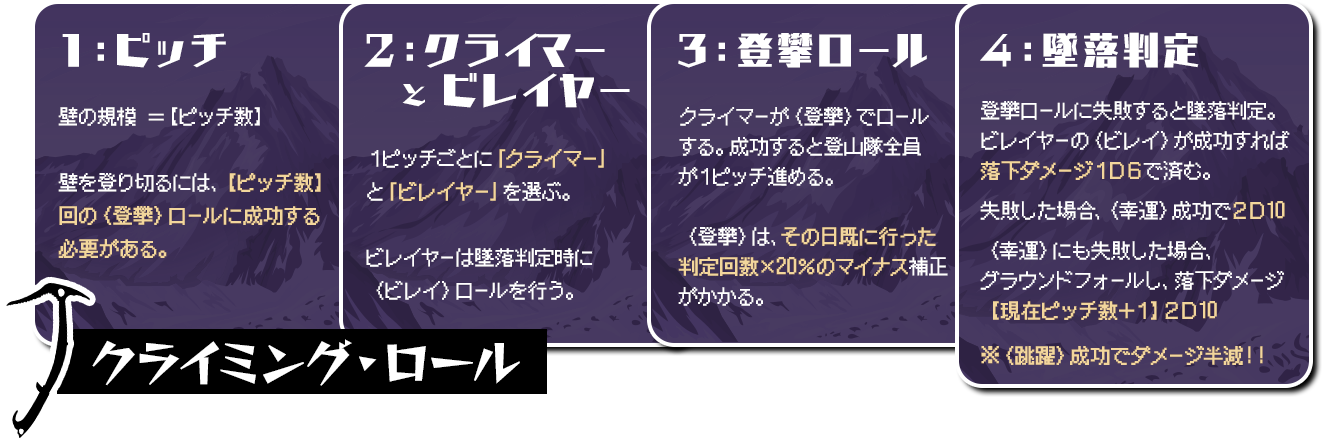 1：ピッチ
壁の規模 ＝【ピッチ数】
壁を登り切るには、【ピッチ数】
回の〈登攀〉ロールに成功する
必要がある。
2：クライマー
と ビレイヤー
1ピッチごとに「クライマー」
と「ビレイヤー」を選ぶ。
ビレイヤーは墜落判定時に
〈ビレイ〉ロールを行う。
3：登攀ロール
クライマーが〈登攀〉でロール
する。成功すると登山隊全員
が1ピッチ進める。
〈登攀〉は、その日既に行った
判定回数×20％のマイナス補正
がかかる。
4：墜落判定
登攀ロールに失敗すると墜落判定。
ビレイヤーの〈ビレイ〉が成功すれば
落下ダメージ1D6で済む。
失敗した場合、〈幸運〉成功で2D10
〈幸運〉にも失敗した場合、
グラウンドフォールし、落下ダメージ
【現在ピッチ数＋1】2D10
※〈跳躍〉成功でダメージ半減！！
クライミング・ロール